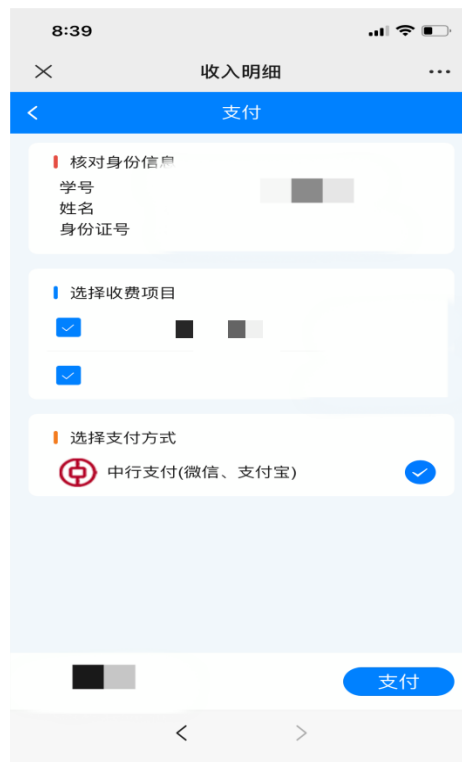 8:39
收入明细
支付
核对身份信息
学号
姓名
身份证号
选择收费项目
选择支付方式
中行支付(微信、支付宝)
支付